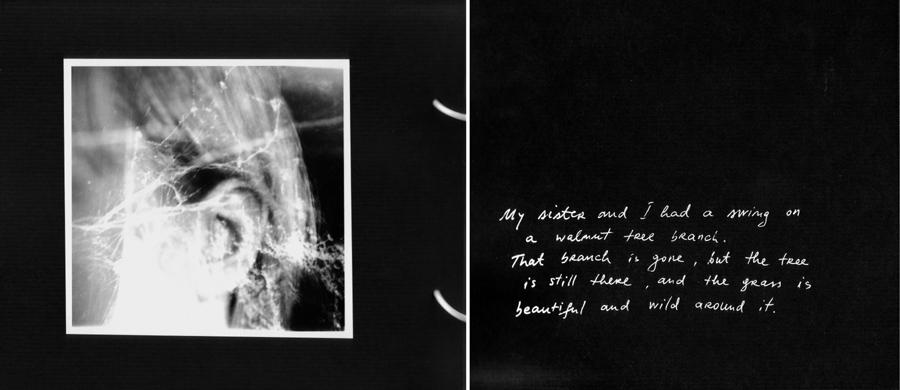 My sister and I had a swing on
a walnut tree branch.
That branch is gone, but the tree
is still there, and the grass is
beautiful and wild around it.